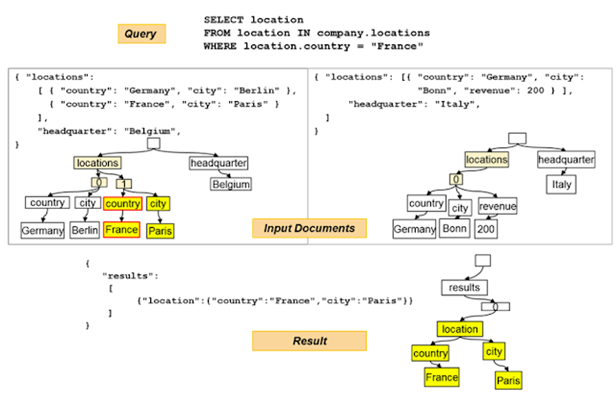 Query
SELECT location
FROM location IN company.locations
WHERE location.country = "France"
{ "locations":
[ { "country": "Germany", "city": "Berlin" },
{ "country": "France", "city": "Paris" }
],
"headquarter": "Belgium",
}
locations
headquarter
0
1
Belgium
country
city
country
city
Germany
Berlin
France
Paris
{ "locations": [{ "country": "Germany", "city":
"Bonn", "revenue": 200 } ],
"headquarter": "Italy",
]
}
locations
headquarter
0
Italy
country
city
revenue
Germany
Bonn
200
Input Documents
{
"results":
[
{"location":{"country":"France","city":"Paris"}}
]
}
results
0
location
country
city
France
Paris
Result